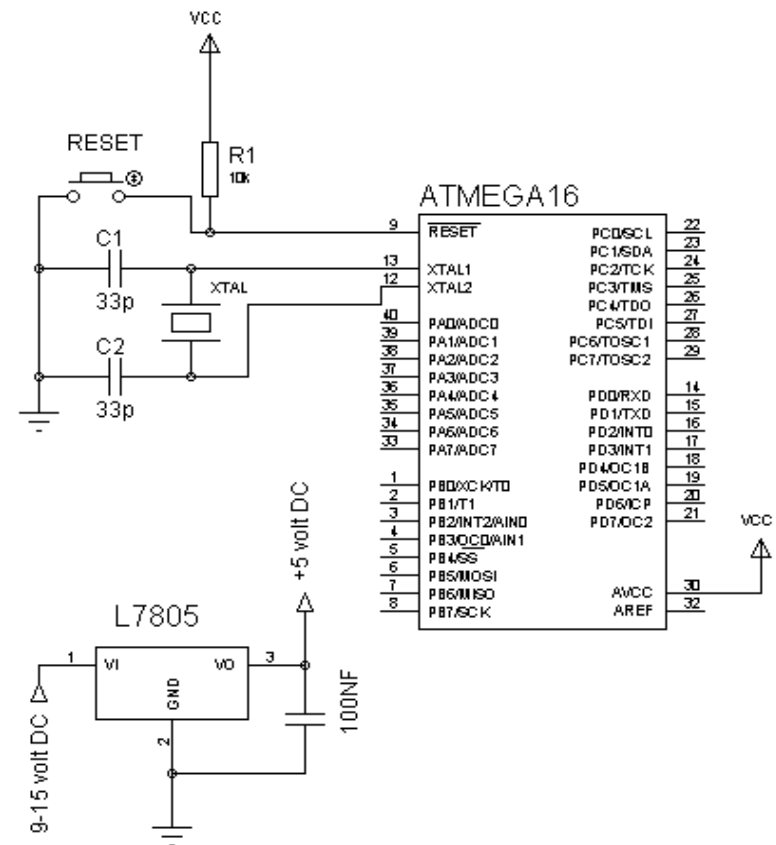 VCC
RESET
R1
10k
ATMEGA16
C1
33p
XTAL
C2
33p
9 RESET
13 XTAL1
12 XTAL2
40 PA0/ADC0
39 PA1/ADC1
38 PA2/ADC2
37 PA3/ADC3
36 PA4/ADC4
35 PA5/ADC5
34 PA6/ADC6
33 PA7/ADC7
1 PB0/XCK/T0
2 PB1/T1
3 PB2/INT2/AIN0
4 PB3/OC0/AIN1
5 PB4/SS
6 PB5/MOSI
7 PB6/MISO
8 PB7/SCK
PC0/SCL 22
PC1/SDA 23
PC2/TCK 24
PC3/TMS 25
PC4/TDO 26
PC5/TDI 27
PC6/TOSC1 28
PC7/TOSC2 29
PD0/RXD 14
PD1/TXD 15
PD2/INT0 16
PD3/INT1 17
PD4/OC1B 18
PD5/OC1A 19
PD6/ICP 20
PD7/OC2 21
AVCC 30
AREF 32
VCC
+5 volt DC
L7805
1 VI
VO 3
GND
2
100NF
9-15 volt DC